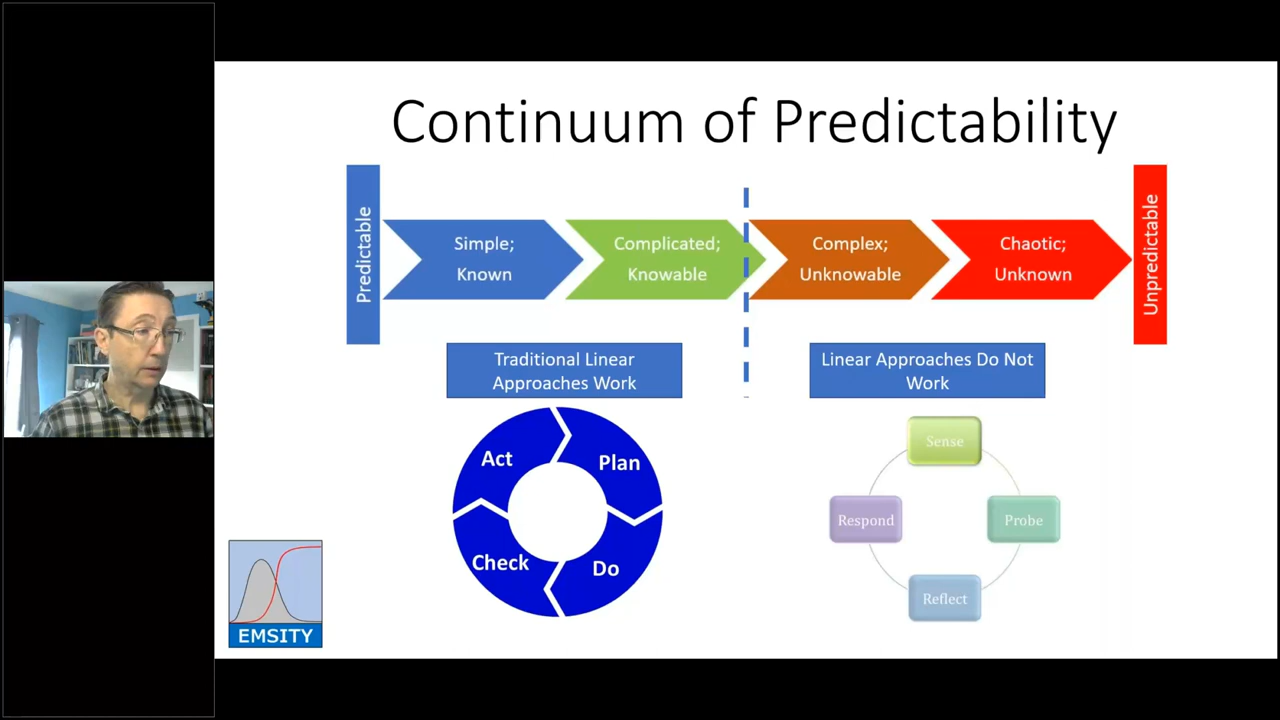 Continuum of Predictability
Predictable
Simple;
Known
Complicated;
Knowable
Complex;
Unknowable
Chaotic;
Unknown
Unpredictable
Traditional Linear
Approaches Work
Linear Approaches Do Not
Work
Act
Plan
Check
Do
Sense
Probe
Reflect
Respond
EMSITY